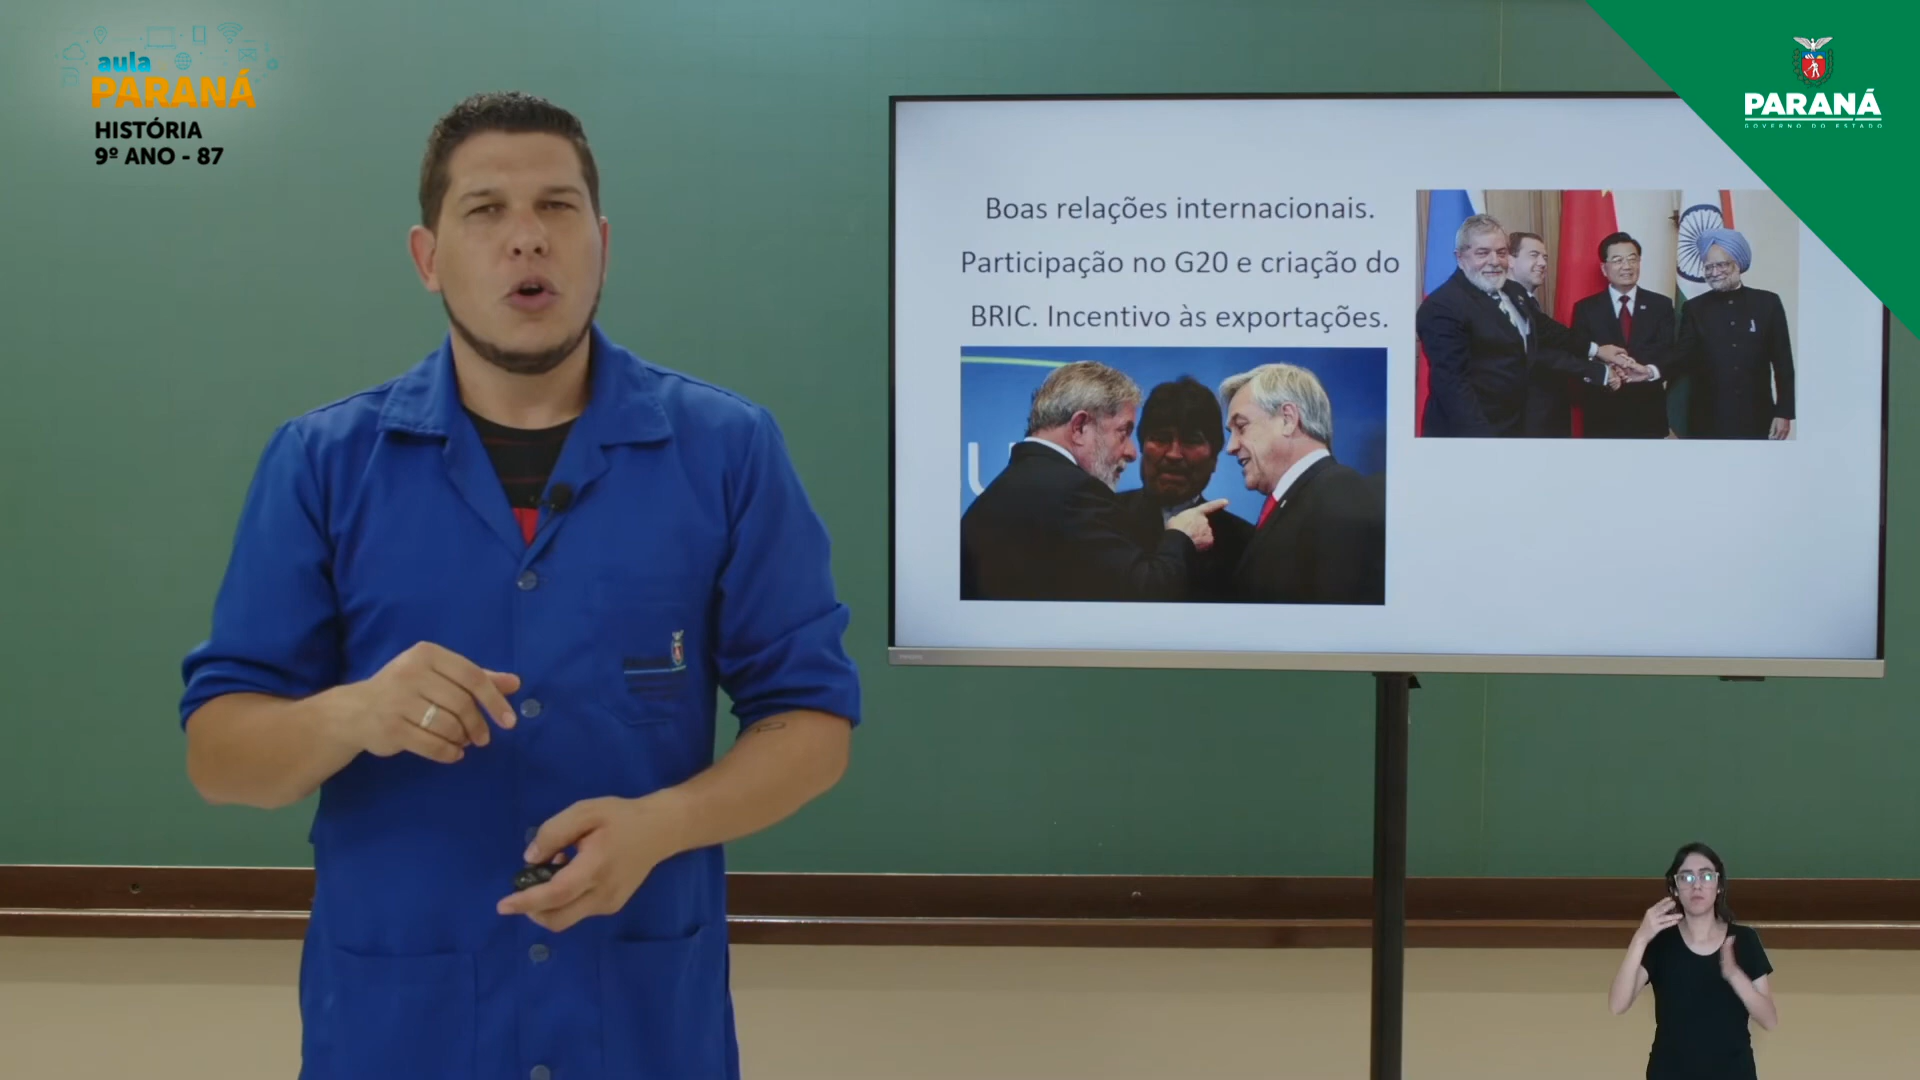 aula
PARANÁ
HISTÓRIA
9º ANO - 87
PARANÁ
GOVERNO DO ESTADO
Boas relações internacionais.
Participação no G20 e criação do
BRIC. Incentivo às exportações.
U